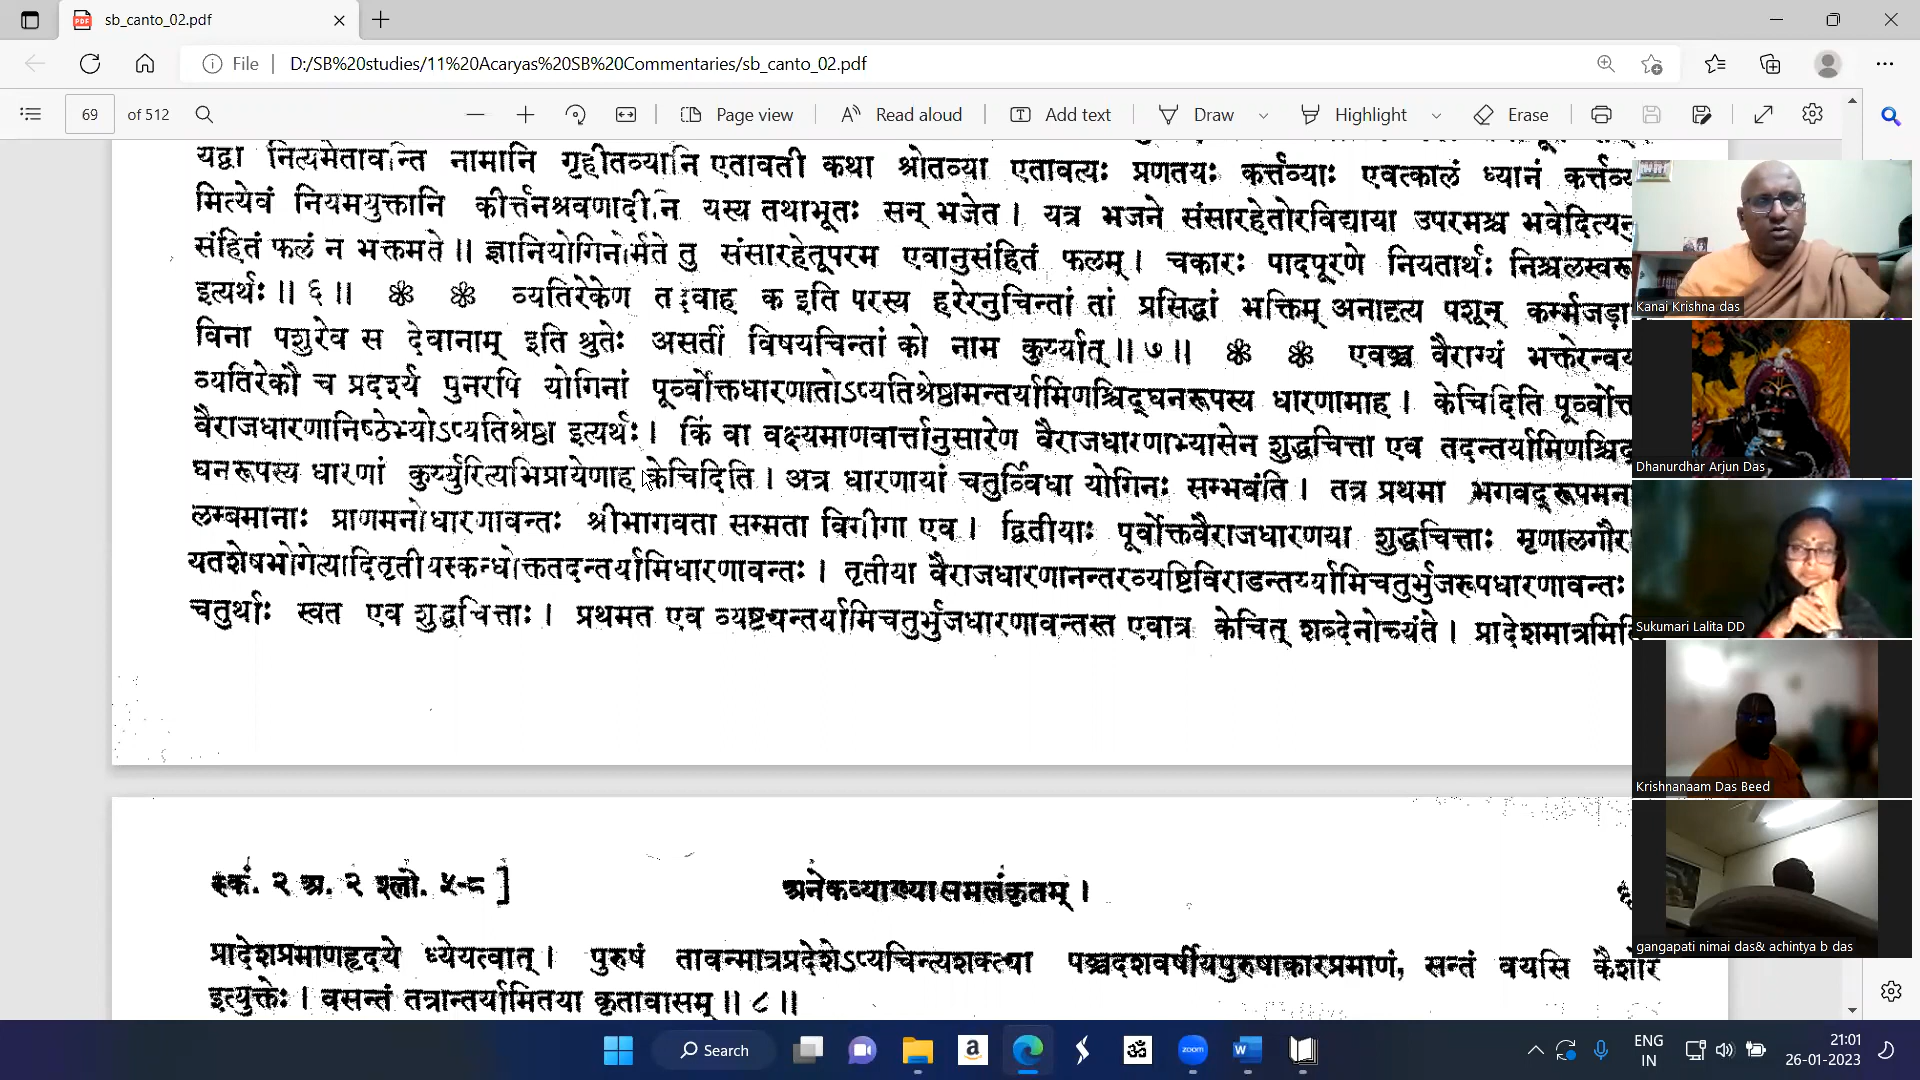 sb_canto_02.pdf
File
D:/SB%20studies/11%20Acaryas%20SB%20Commentaries/sb_canto_02.pdf
69 of 512
Page view
Read aloud
Add text
Draw
Highlight
Erase
यद्वा नित्यमेतावन्ति नामानि गृहीतव्यानि एतावती कथा श्रोतव्या एतावत्यः प्रणतयः कर्त्तव्याः एवत्कालं ध्यानं कर्त्तव्य
मित्येवं नियमयुक्तानि कीर्त्तनश्रवणादीनि यस्य तथाभूतः सन् भजेत। यत्र भजने संसारहेतोरविद्याया उपरमश्च भवेदित्यनु
संहितं फलं न भक्तमते॥ ज्ञानियोगिनोर्मते तु संसारहेतूपरम एवानुसंहितं फलम्। चकारः पादपूरणे नियतार्थः निश्चलस्वरू
इत्यर्थः॥ ६॥ व्यतिरेकेण तदेवाह क इति परस्य हरेरनुचिन्तां तां प्रसिद्धां भक्तिम् अनादृत्य पशून् कर्म्मजडा
विना पशुरेव स देवानाम् इति श्रुतेः असतीं विषयचिन्तां को नाम कुर्य्यात्॥ ७॥ एवञ्च वैराग्यं भक्तेरन्वय
व्यतिरेकौ च प्रदर्श्य पुनरपि योगिनां पूर्व्वोक्तधारणातोऽप्यतिश्रेष्ठामन्तर्यामिणश्चिद्घनरूपस्य धारणामाह। केचिदिति पूर्व्वोक्त
वैराजधारणानिष्ठेभ्योऽप्यतिश्रेष्ठा इत्यर्थः। किं वा वक्ष्यमाणवार्त्तानुसारेण वैराजधारणाभ्यासेन शुद्धचित्ता एव तदन्तर्यामिणश्चिद्
घनरूपस्य धारणां कुर्य्युरित्यभिप्रायेणाह केचिदिति। अत्र धारणायां चतुर्व्विधा योगिनः सम्भवंति। तत्र प्रथमा भगवद्रूपमना
लम्बमानाः प्राणमनोधारणावन्तः श्रीभागवता सम्मता विगीता एव। द्वितीयाः पूर्वोक्तवैराजधारणया शुद्धचित्ताः मृणालगौरा
यतशेषभोगेत्यादितृतीयस्कन्धोक्ततदन्तर्यामिधारणावन्तः। तृतीया वैराजधारणानन्तरव्यष्टिविराडन्तर्य्यामिचतुर्भुजरूपधारणावन्तः
चतुर्थाः स्वत एव शुद्धचित्ताः। प्रथमत एव व्यष्ट्यन्तर्यामिचतुर्भुजधारणावन्तस्त एवात्र केचित् शब्देनोच्यंते। प्रादेशमात्रमिति
स्कं. २ अ. २ श्लो. ५-८]
अनेकव्याख्यासमलंकृतम्।
प्रादेशप्रमाणहृदये ध्येयत्वात्। पुरुषं तावन्मात्रप्रदेशेऽप्यचिन्त्यशक्त्या पञ्चदशवर्षीयपुरुषाकारप्रमाणं, सन्तं वयसि कैशोरे
इत्युक्तेः। वसन्तं तत्रान्तर्यामितया कृतावासम्॥ ८॥
Kanai Krishna das
Dhanurdhar Arjun Das
Sukumari Lalita DD
Krishnanaam Das Beed
gangapati nimai das& achintya b das
Search
zoom
ENG
IN
21:01
26-01-2023